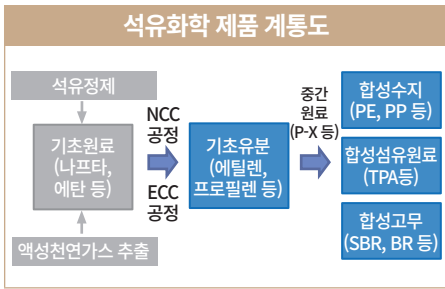 석유화학 제품 계통도
석유정제
기초원료
(나프타,
에탄 등)
액성천연가스 추출
NCC
공정
ECC
공정
기초유분
(에틸렌,
프로필렌 등)
중간
원료
(P-X 등)
합성수지
(PE, PP 등)
합성섬유원료
(TPA등)
합성고무
(SBR, BR 등)